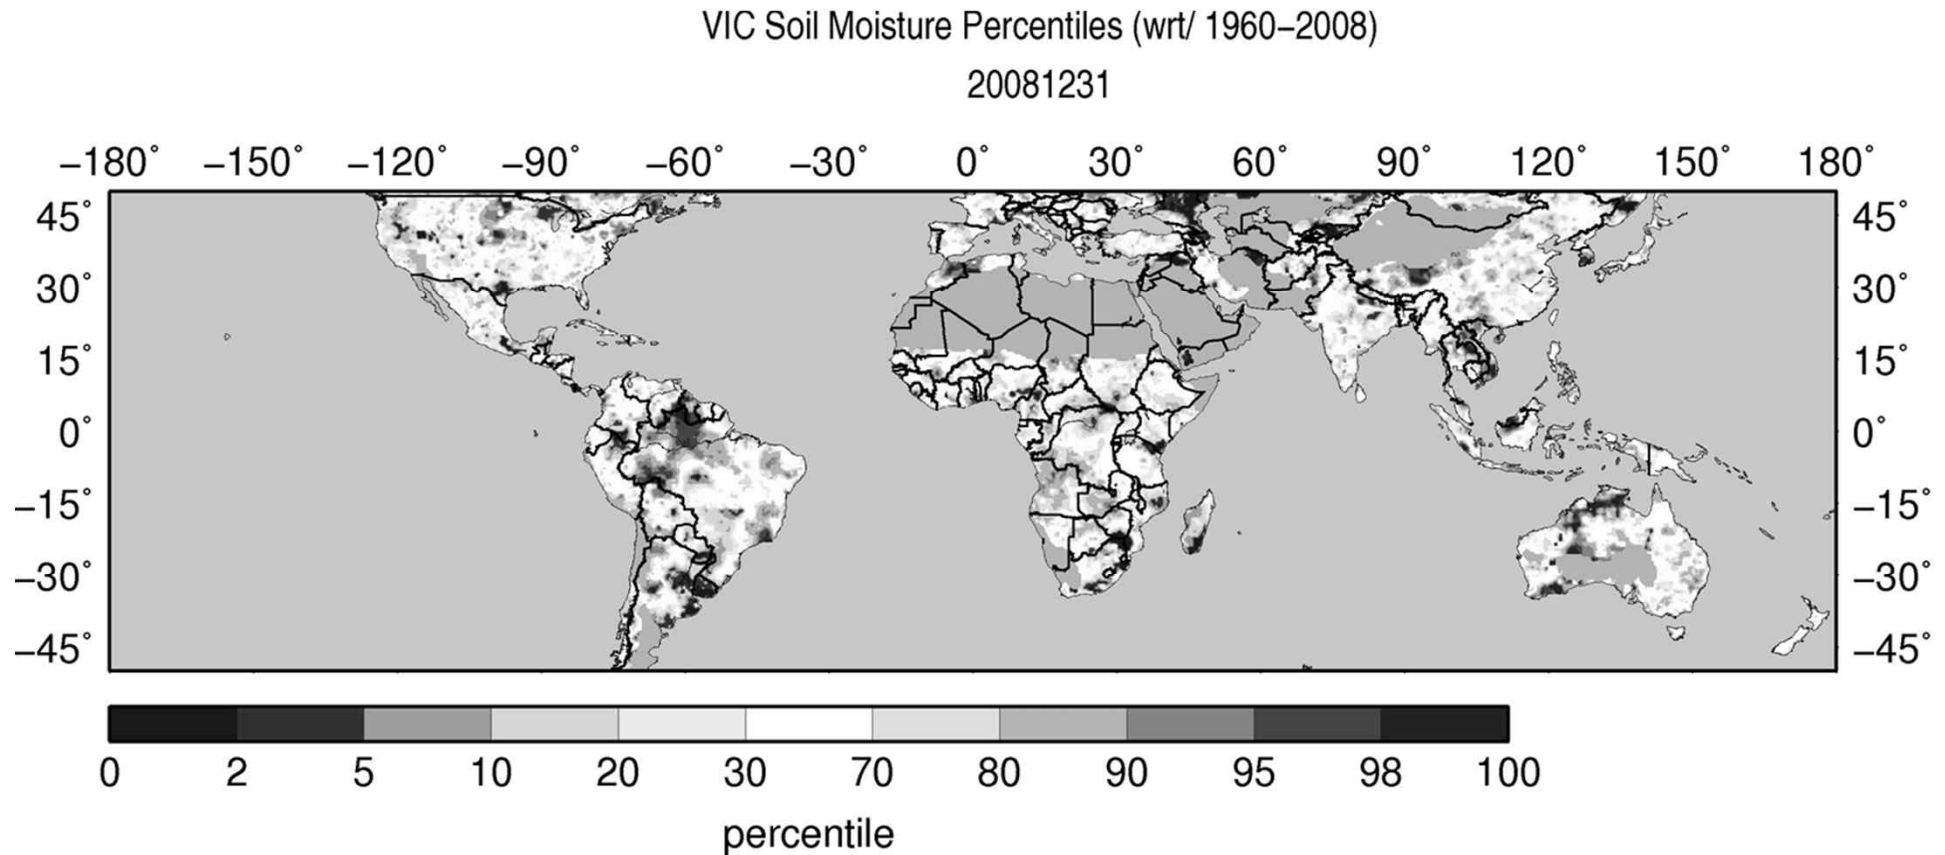 VIC Soil Moisture Percentiles (wrt/ 1960–2008)
20081231
–180° –150° –120° –90° –60° –30° 0° 30° 60° 90° 120° 150° 180°
45° 45°
30° 30°
15° 15°
0° 0°
–15° –15°
–30° –30°
–45° –45°
0 2 5 10 20 30 70 80 90 95 98 100
percentile